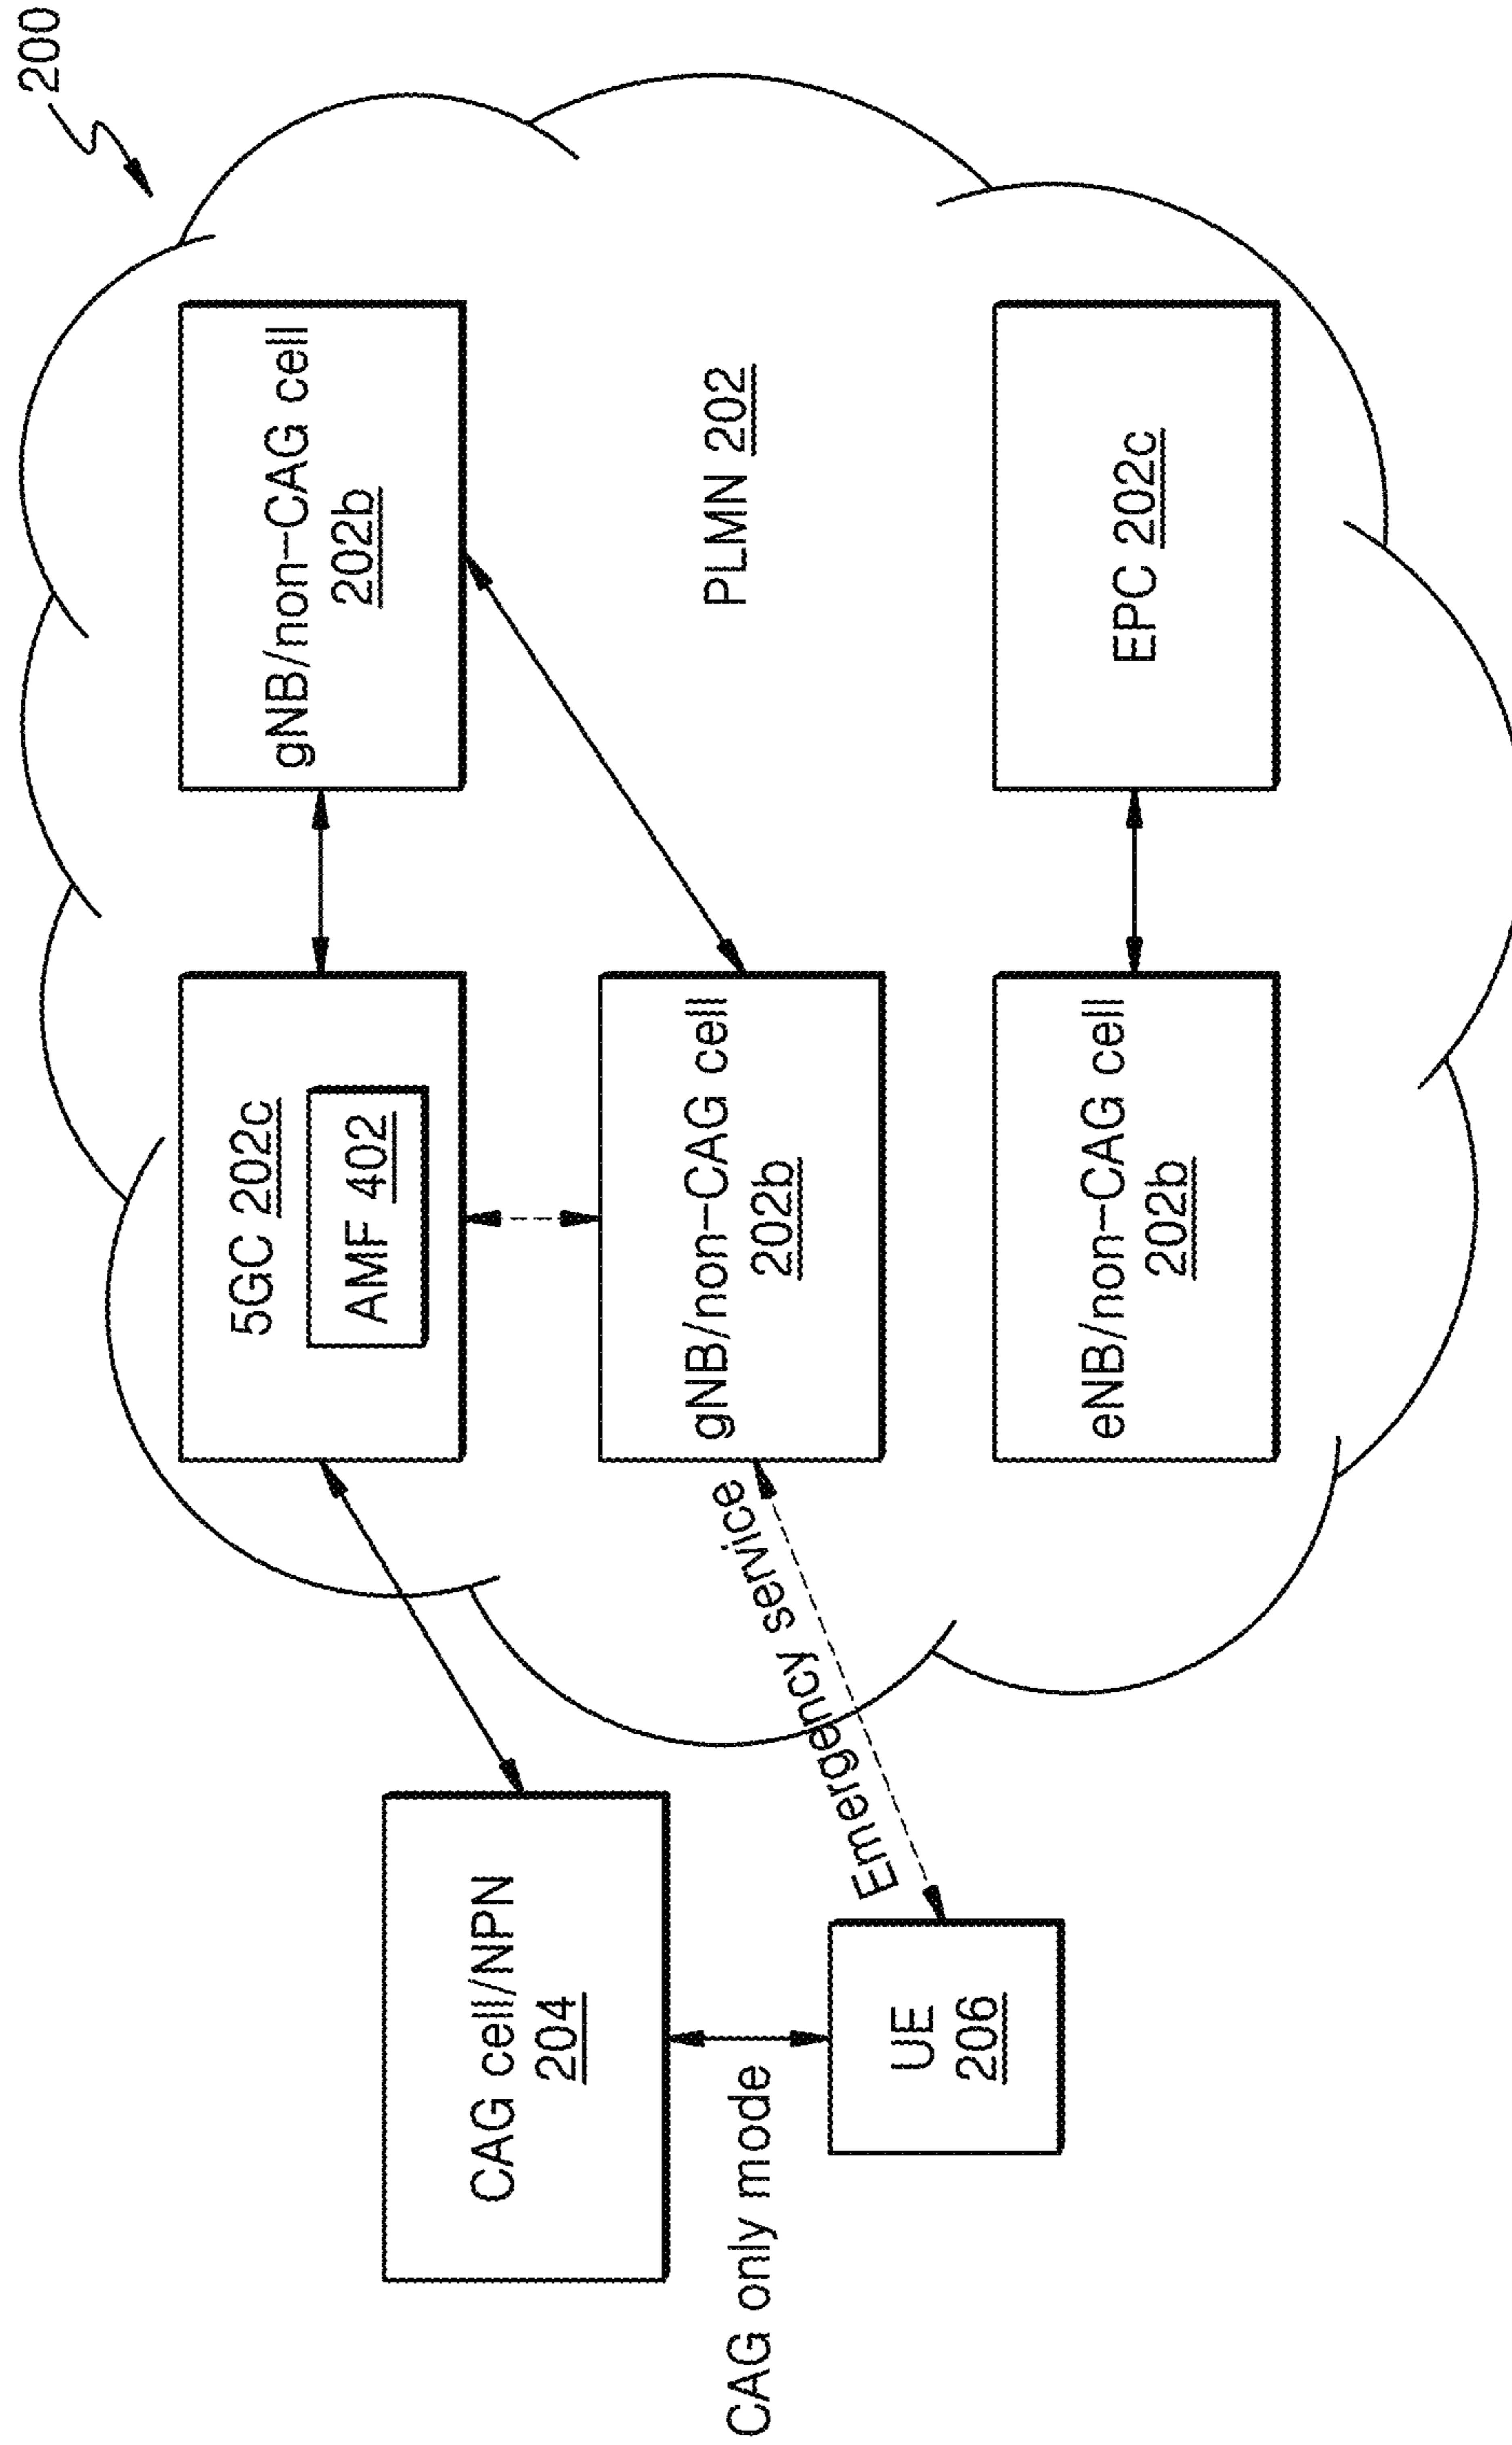 200
CAG cell/NPN
204
5GC 202c
AMF 402
gNB/non-CAG cell
202b
CAG only mode
UE
206
Emergency service
gNB/non-CAG cell
202b
PLMN 202
eNB/non-CAG cell
202b
EPC 202c